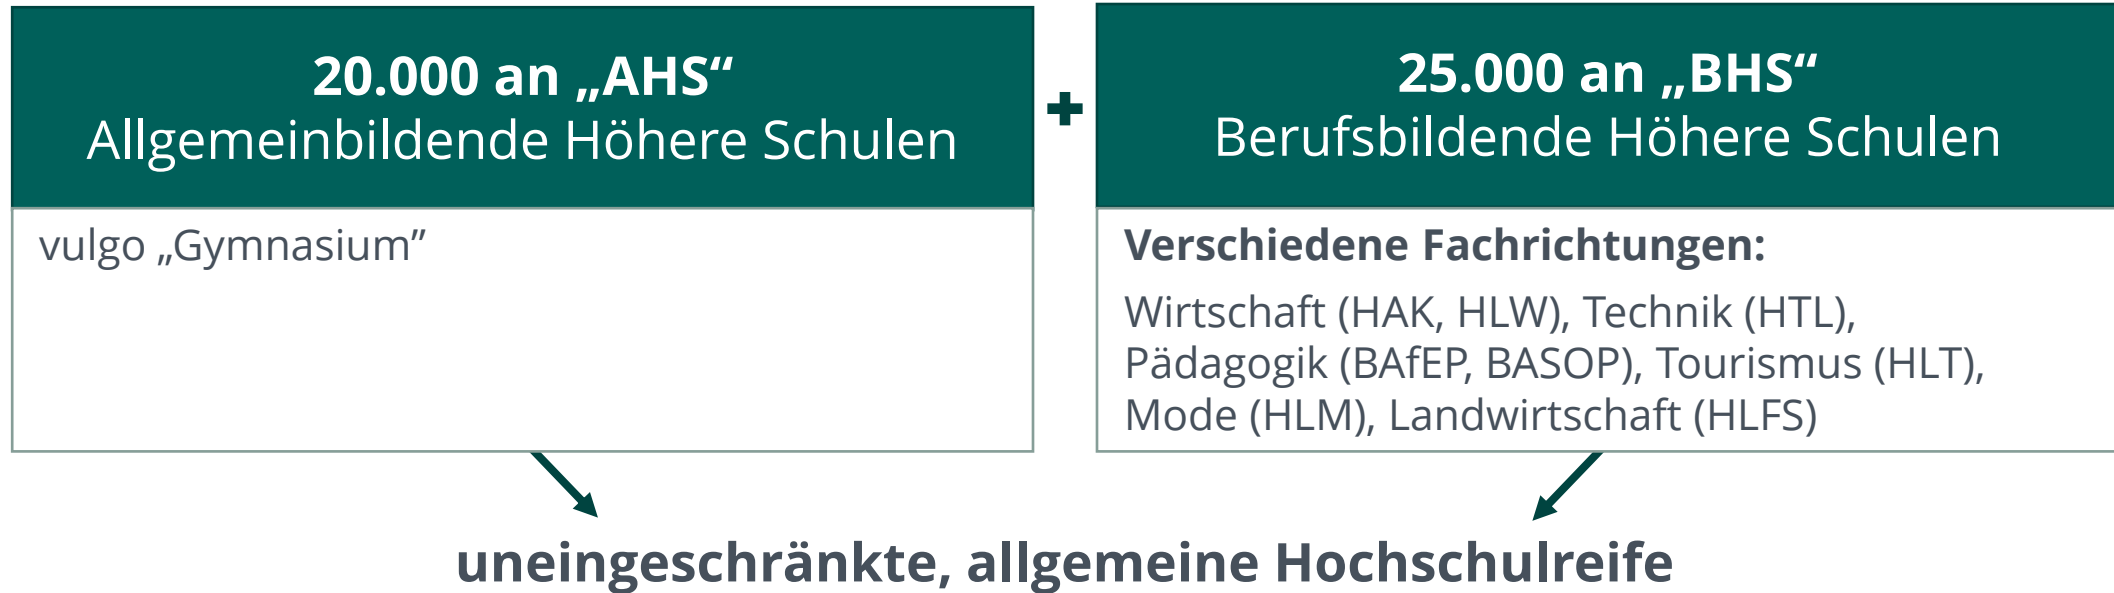 20.000 an „AHS“
Allgemeinbildende Höhere Schulen
vulgo „Gymnasium”
+
25.000 an „BHS“
Berufsbildende Höhere Schulen
Verschiedene Fachrichtungen:
Wirtschaft (HAK, HLW), Technik (HTL),
Pädagogik (BAfEP, BASOP), Tourismus (HLT),
Mode (HLM), Landwirtschaft (HLFS)
uneingeschränkte, allgemeine Hochschulreife